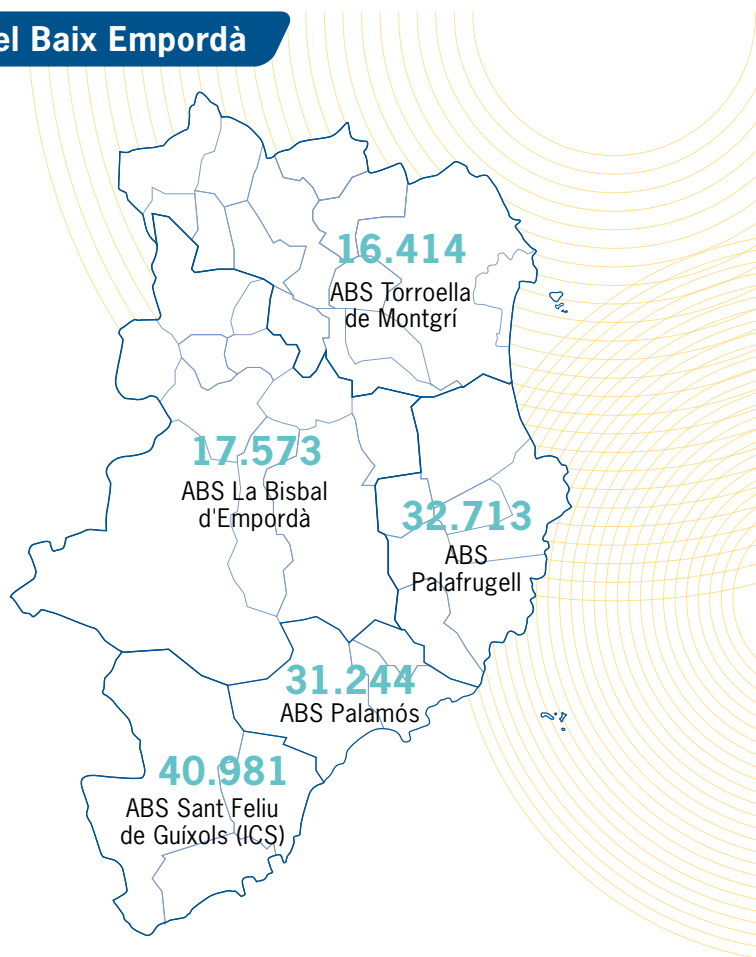 el Baix Empordà
16.414
ABS Torroella
de Montgrí
17.573
ABS La Bisbal
d'Empordà
32.713
ABS
Palafrugell
31.244
ABS Palamós
40.981
ABS Sant Feliu
de Guíxols (ICS)